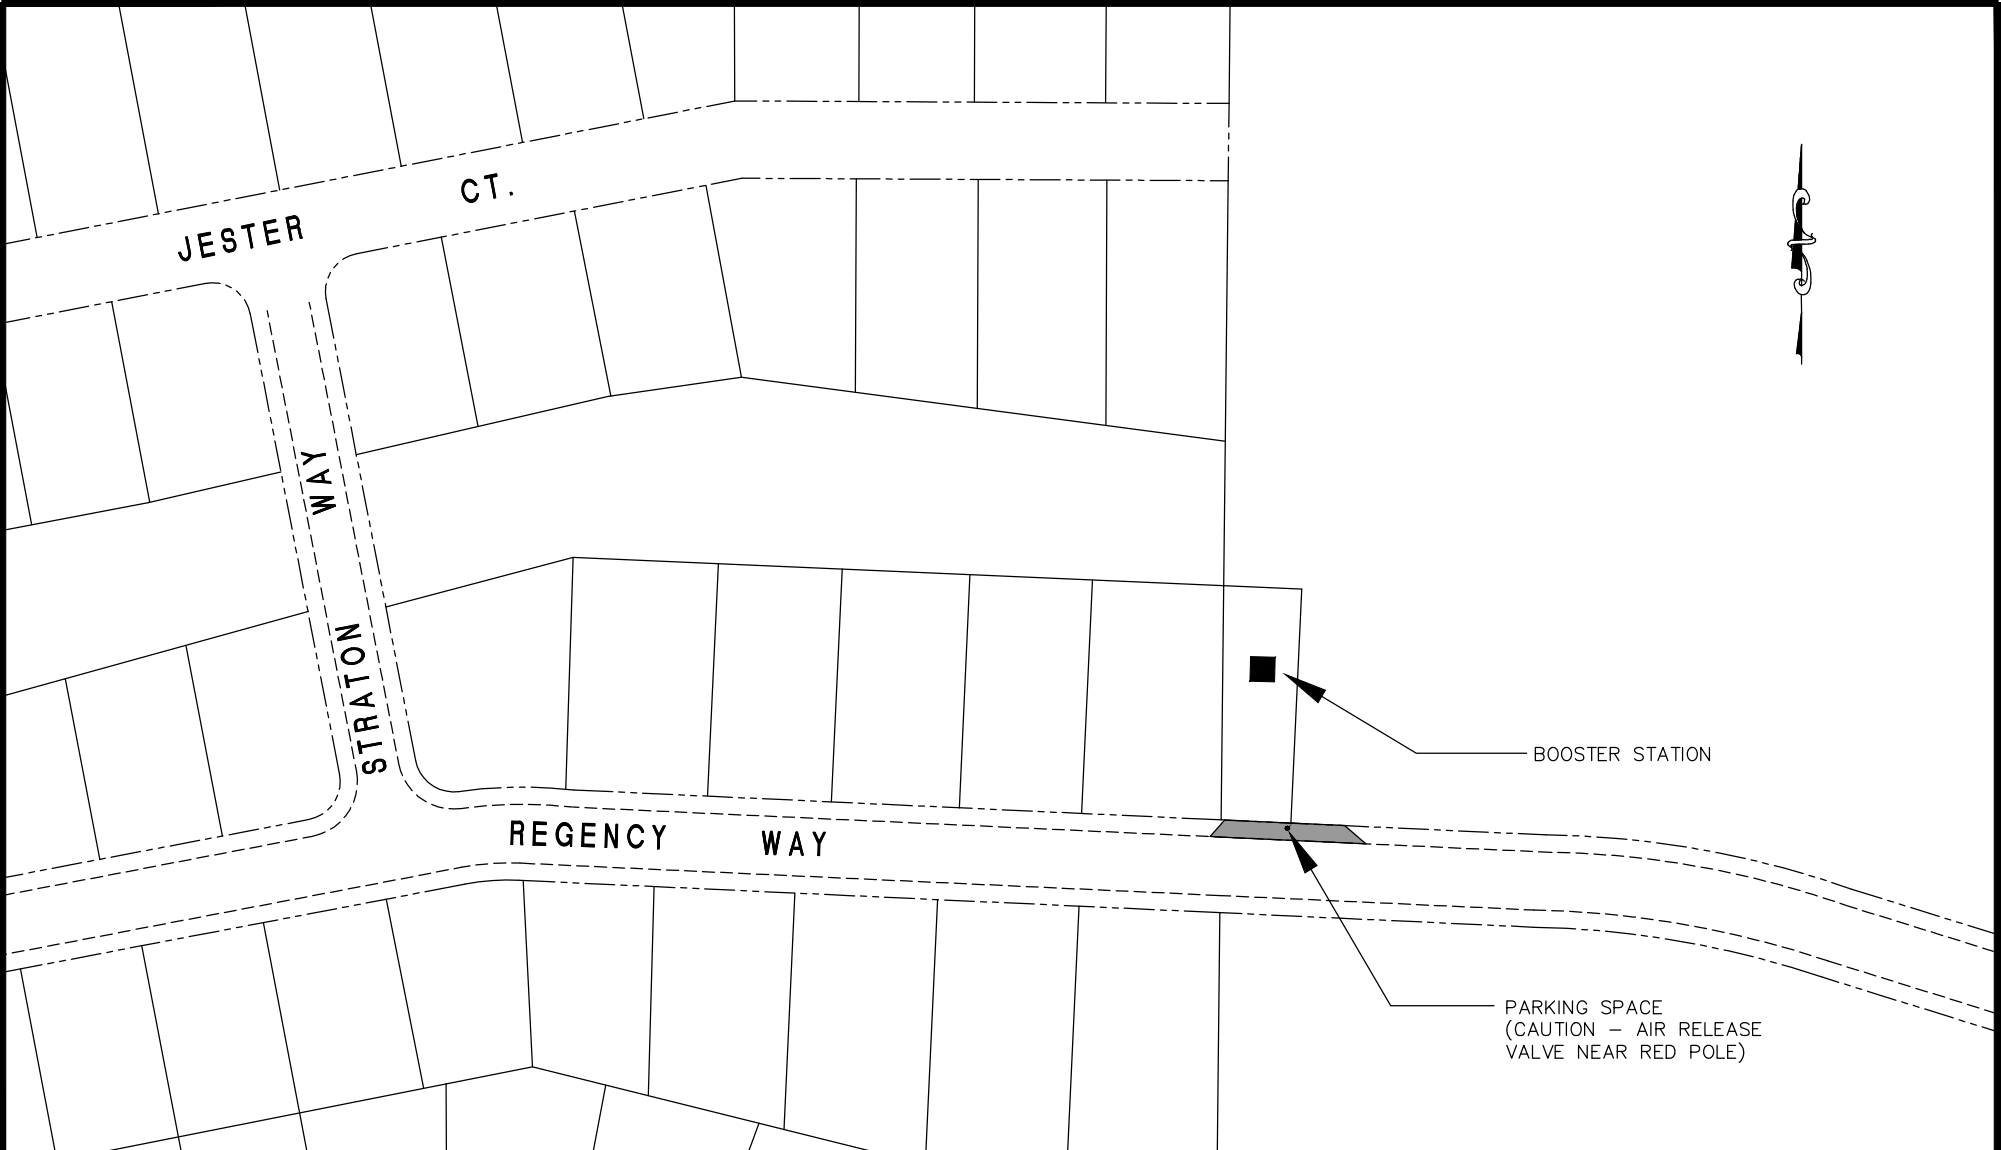 JESTER CT.
STRATON WAY
REGENCY WAY
BOOSTER STATION
PARKING SPACE
(CAUTION – AIR RELEASE
VALVE NEAR RED POLE)